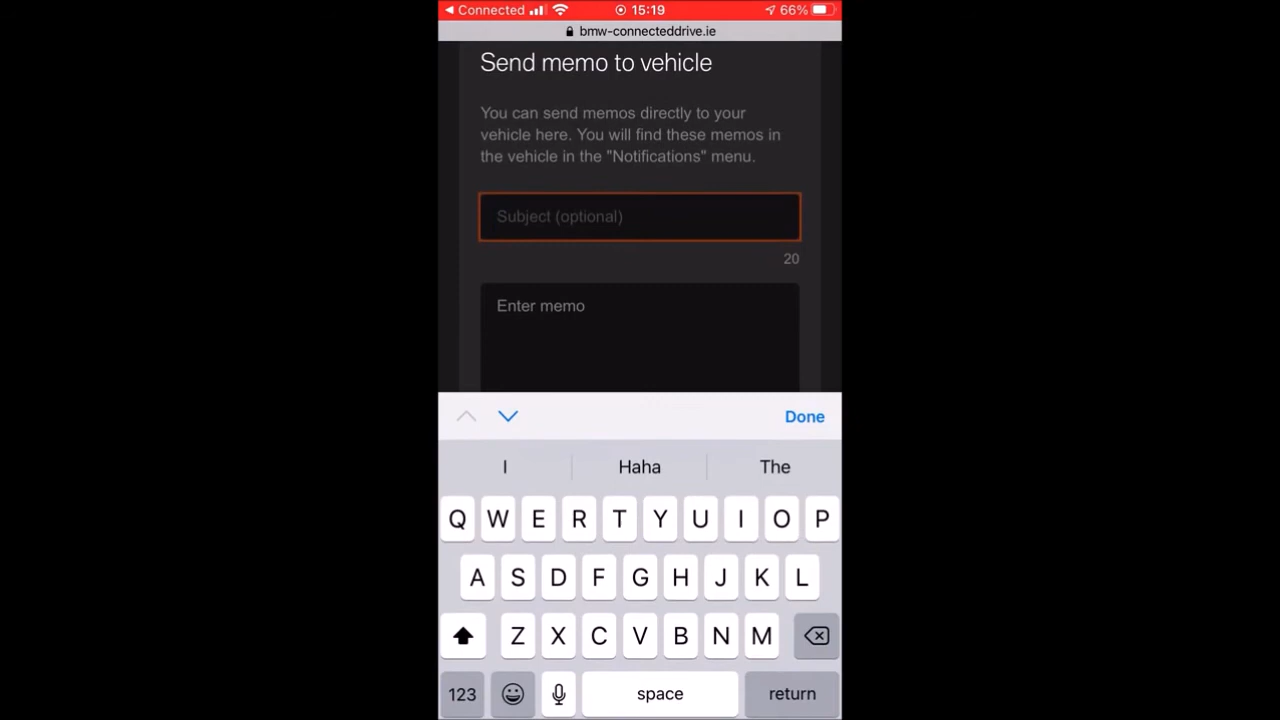 Connected 15:19 66%
bmw-connecteddrive.ie
Send memo to vehicle
You can send memos directly to your
vehicle here. You will find these memos in
the vehicle in the "Notifications" menu.
Subject (optional)
20
Enter memo
Done
I Haha The
Q W E R T Y U I O P
A S D F G H J K L
Z X C V B N M
123 space return